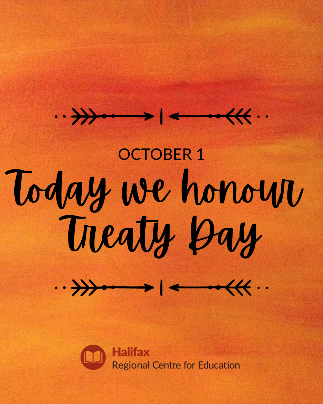 OCTOBER 1
Today we honour
Treaty Day
Halifax
Regional Centre for Education